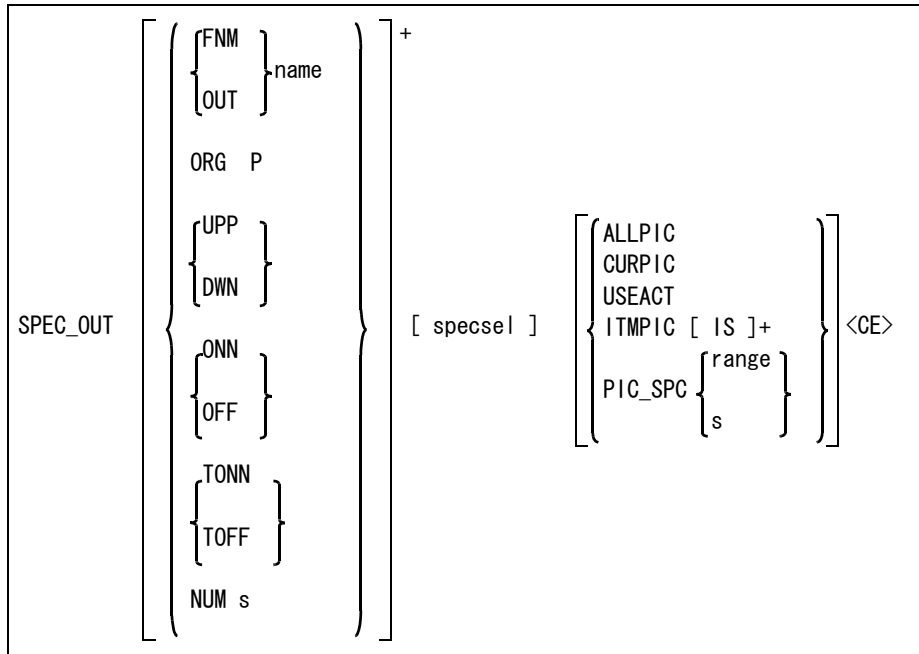 SPEC_OUT
FNM
OUT
name
ORG P
UPP
DWN
ONN
OFF
TONN
TOFF
NUM s
+
[ specsel ]
ALLPIC
CURPIC
USEACT
ITMPIC [ IS ]+
PIC_SPC
range
s
<CE>